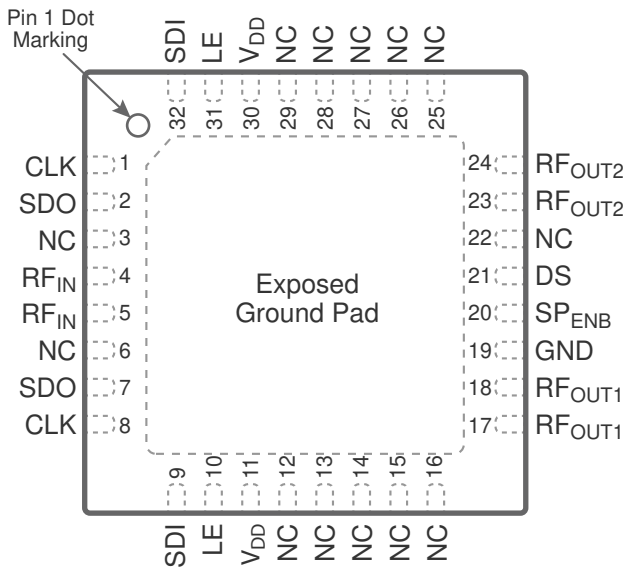 Pin 1 Dot
Marking
SDI
LE
VDD
NC
NC
NC
NC
NC
32
31
30
29
28
27
26
25
CLK 1
SDO 2
NC 3
RFIN 4
RFIN 5
NC 6
SDO 7
CLK 8
Exposed
Ground Pad
24 RFOUT2
23 RFOUT2
22 NC
21 DS
20 SPENB
19 GND
18 RFOUT1
17 RFOUT1
9
10
11
12
13
14
15
16
SDI
LE
VDD
NC
NC
NC
NC
NC